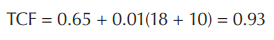 TCF = 0.65 + 0.01(18 + 10) = 0.93